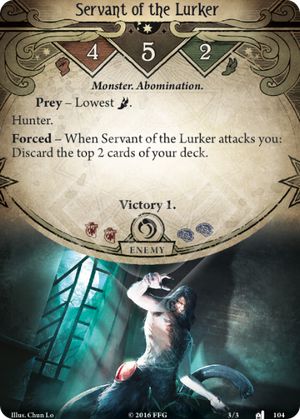 Servant of the Lurker
4 5 2
Monster. Abomination.
Prey – Lowest .
Hunter.
Forced – When Servant of the Lurker attacks you:
Discard the top 2 cards of your deck.
Victory 1.
ENEMY
Illus. Chun Lo © 2016 FFG 3/3 104